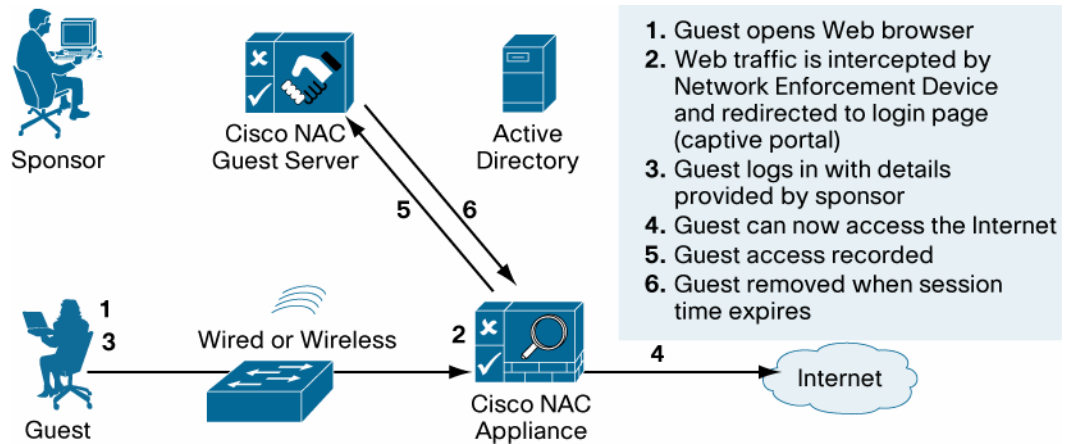 Sponsor
Cisco NAC
Guest Server
Active
Directory
1. Guest opens Web browser
2. Web traffic is intercepted by
Network Enforcement Device
and redirected to login page
(captive portal)
3. Guest logs in with details
provided by sponsor
4. Guest can now access the Internet
5. Guest access recorded
6. Guest removed when session
time expires
5
6
1
3
Wired or Wireless
2
4
Internet
Guest
Cisco NAC
Appliance